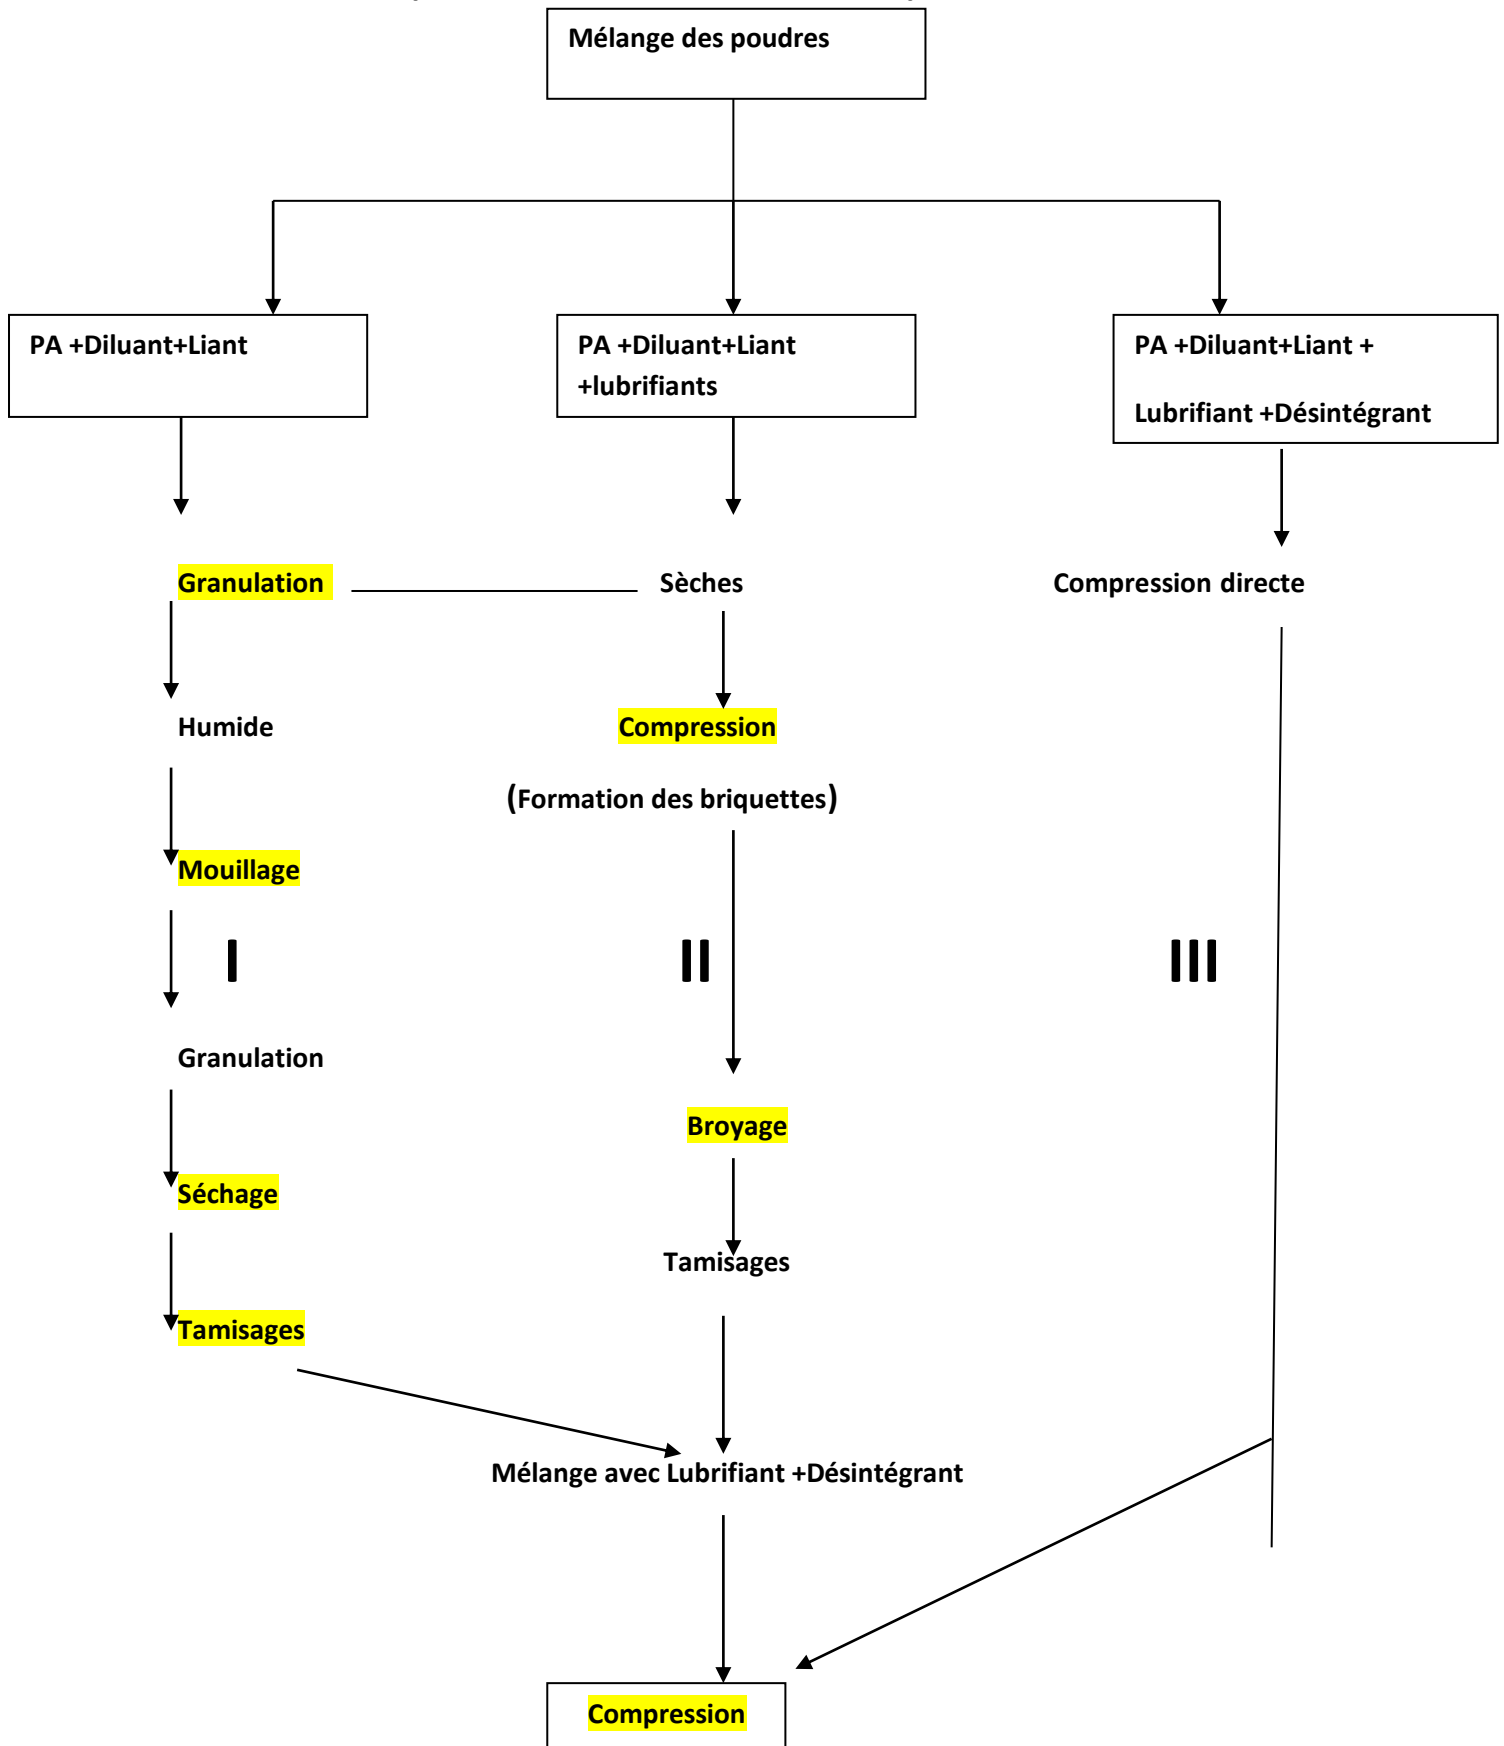 Mélange des poudres
PA +Diluant+Liant
PA +Diluant+Liant
+lubrifiants
PA +Diluant+Liant +
Lubrifiant +Désintégrant
Granulation
Sèches
Compression directe
Humide
Compression
(Formation des briquettes)
Mouillage
I
II
III
Granulation
Broyage
Séchage
Tamisages
Tamisages
Mélange avec Lubrifiant +Désintégrant
Compression